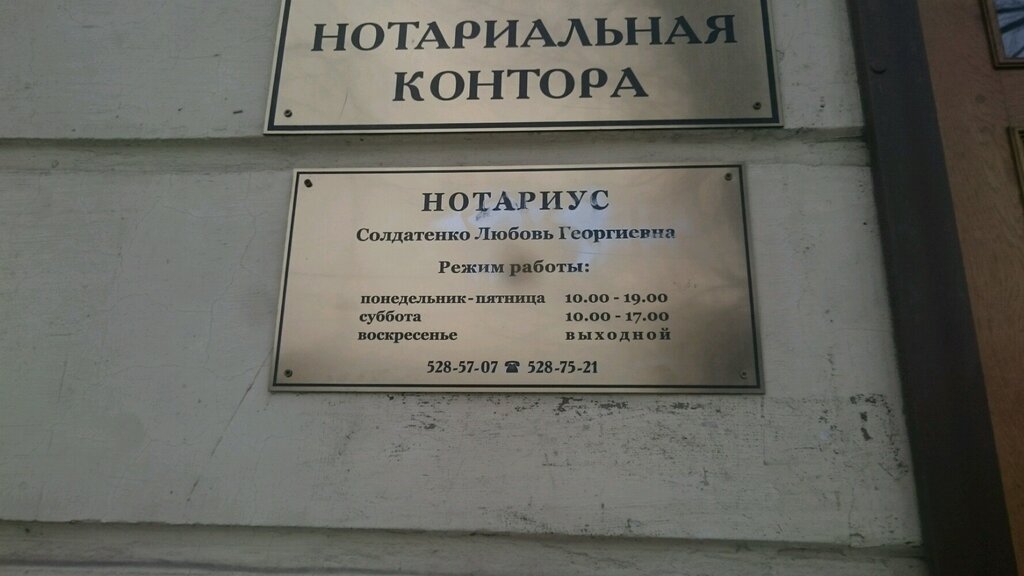 НОТАРИАЛЬНАЯ
КОНТОРА
НОТАРИУС
Солдатенко Любовь Георгиевна
Режим работы:
понедельник-пятница 10.00 - 19.00
суббота 10.00 - 17.00
воскресенье выходной
528-57-07 ☎ 528-75-21